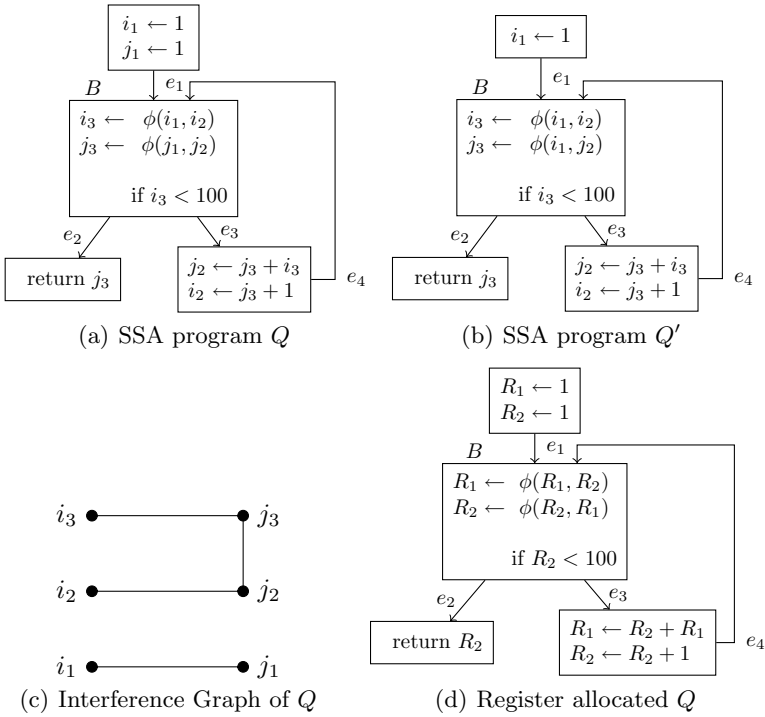 i₁ ← 1
j₁ ← 1
e₁
B
i₃ ← ϕ(i₁, i₂)
j₃ ← ϕ(j₁, j₂)
if i₃ < 100
e₂
e₃
return j₃
j₂ ← j₃ + i₃
i₂ ← j₃ + 1
e₄
(a) SSA program Q
i₁ ← 1
e₁
B
i₃ ← ϕ(i₁, i₂)
j₃ ← ϕ(i₁, j₂)
if i₃ < 100
e₂
e₃
return j₃
j₂ ← j₃ + i₃
i₂ ← j₃ + 1
e₄
(b) SSA program Q′
i₃ j₃
i₂ j₂
i₁ j₁
(c) Interference Graph of Q
R₁ ← 1
R₂ ← 1
e₁
B
R₁ ← ϕ(R₁, R₂)
R₂ ← ϕ(R₂, R₁)
if R₂ < 100
e₂
e₃
return R₂
R₁ ← R₂ + R₁
R₂ ← R₂ + 1
e₄
(d) Register allocated Q